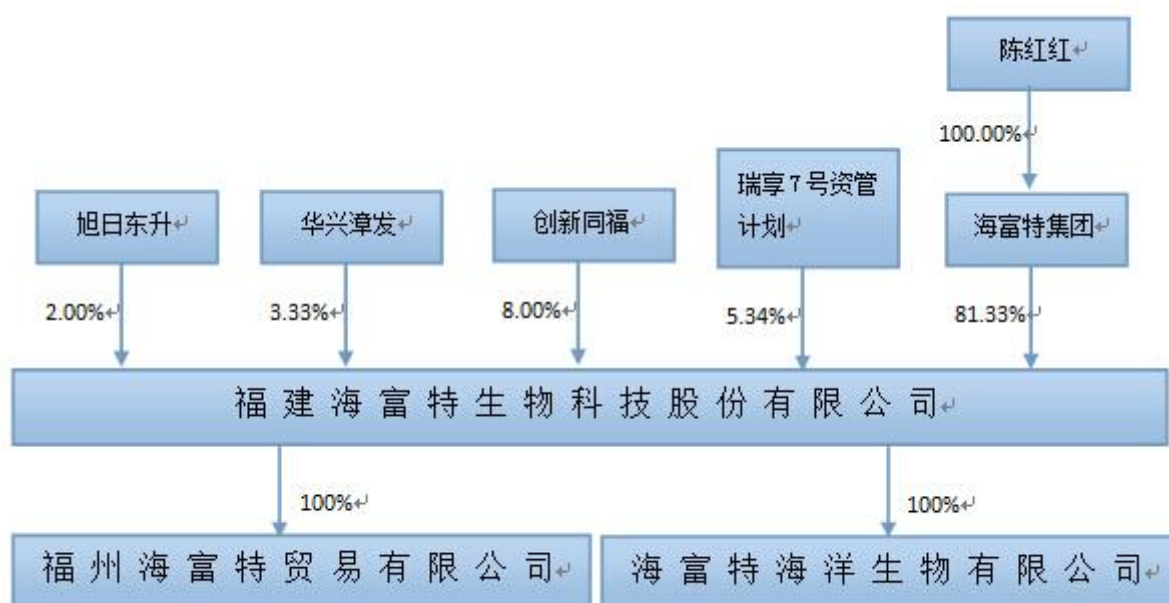 陈红红
100.00%
旭日东升
华兴漳发
创新同福
瑞享7号资管
计划
海富特集团
2.00%
3.33%
8.00%
5.34%
81.33%
福建海富特生物科技股份有限公司
100%
100%
福州海富特贸易有限公司
海富特海洋生物有限公司